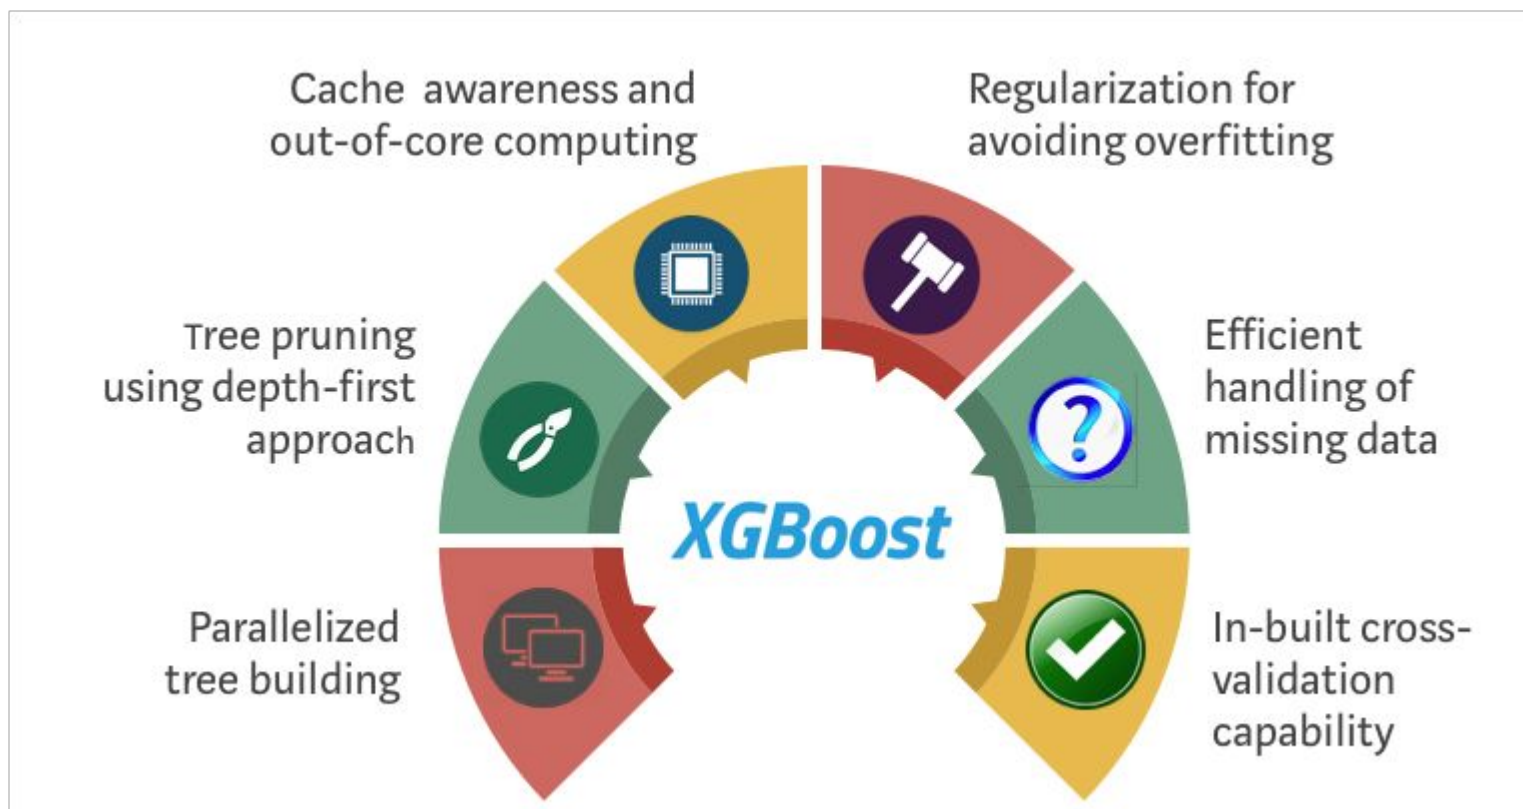 Cache awareness and
out-of-core computing
Regularization for
avoiding overfitting
Tree pruning
using depth-first
approach
Efficient
handling of
missing data
XGBoost
Parallelized
tree building
In-built cross-
validation
capability